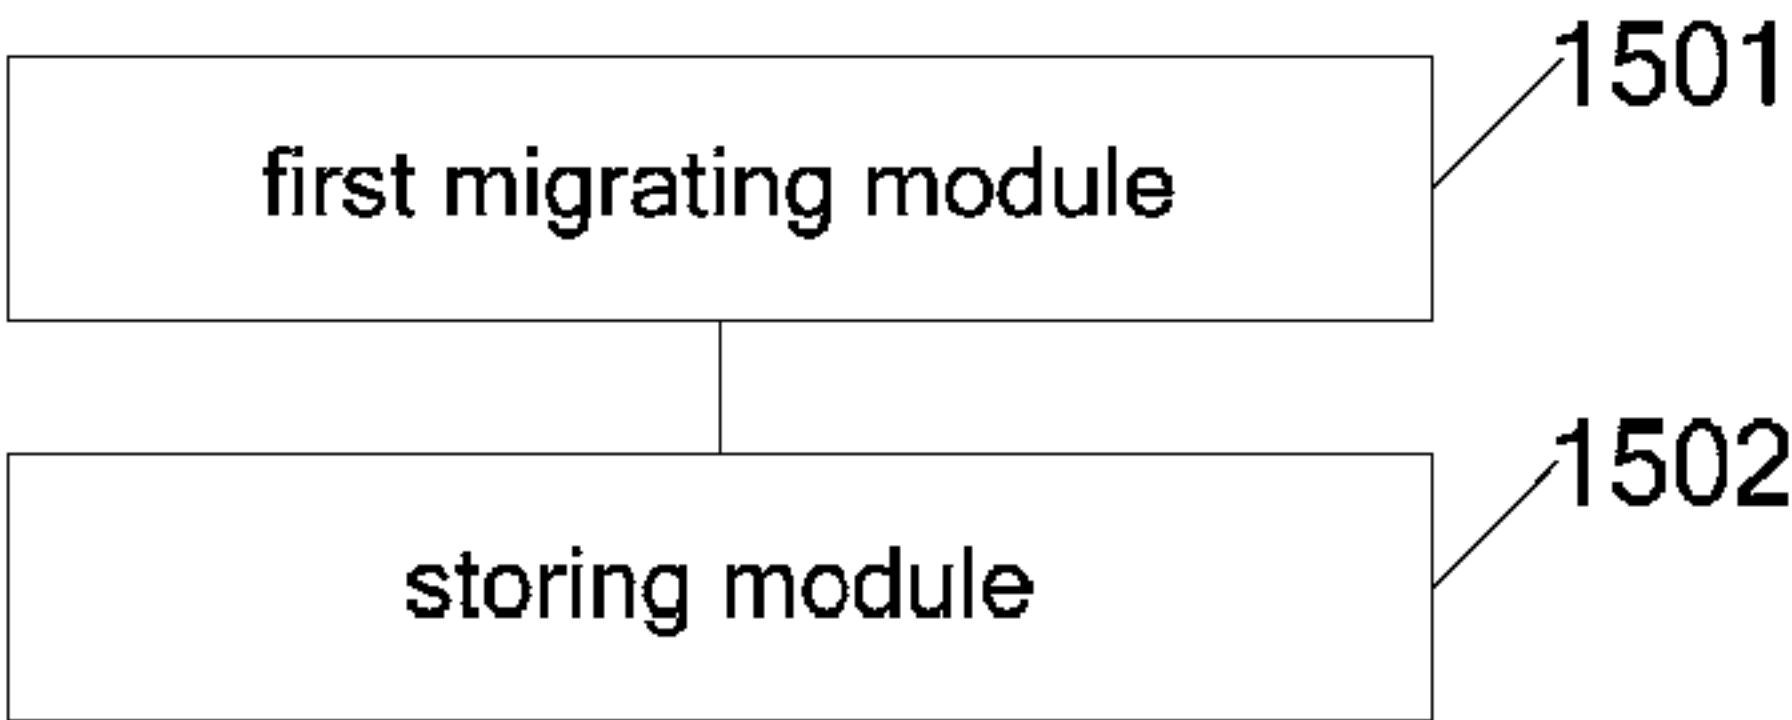 1501
first migrating module
1502
storing module